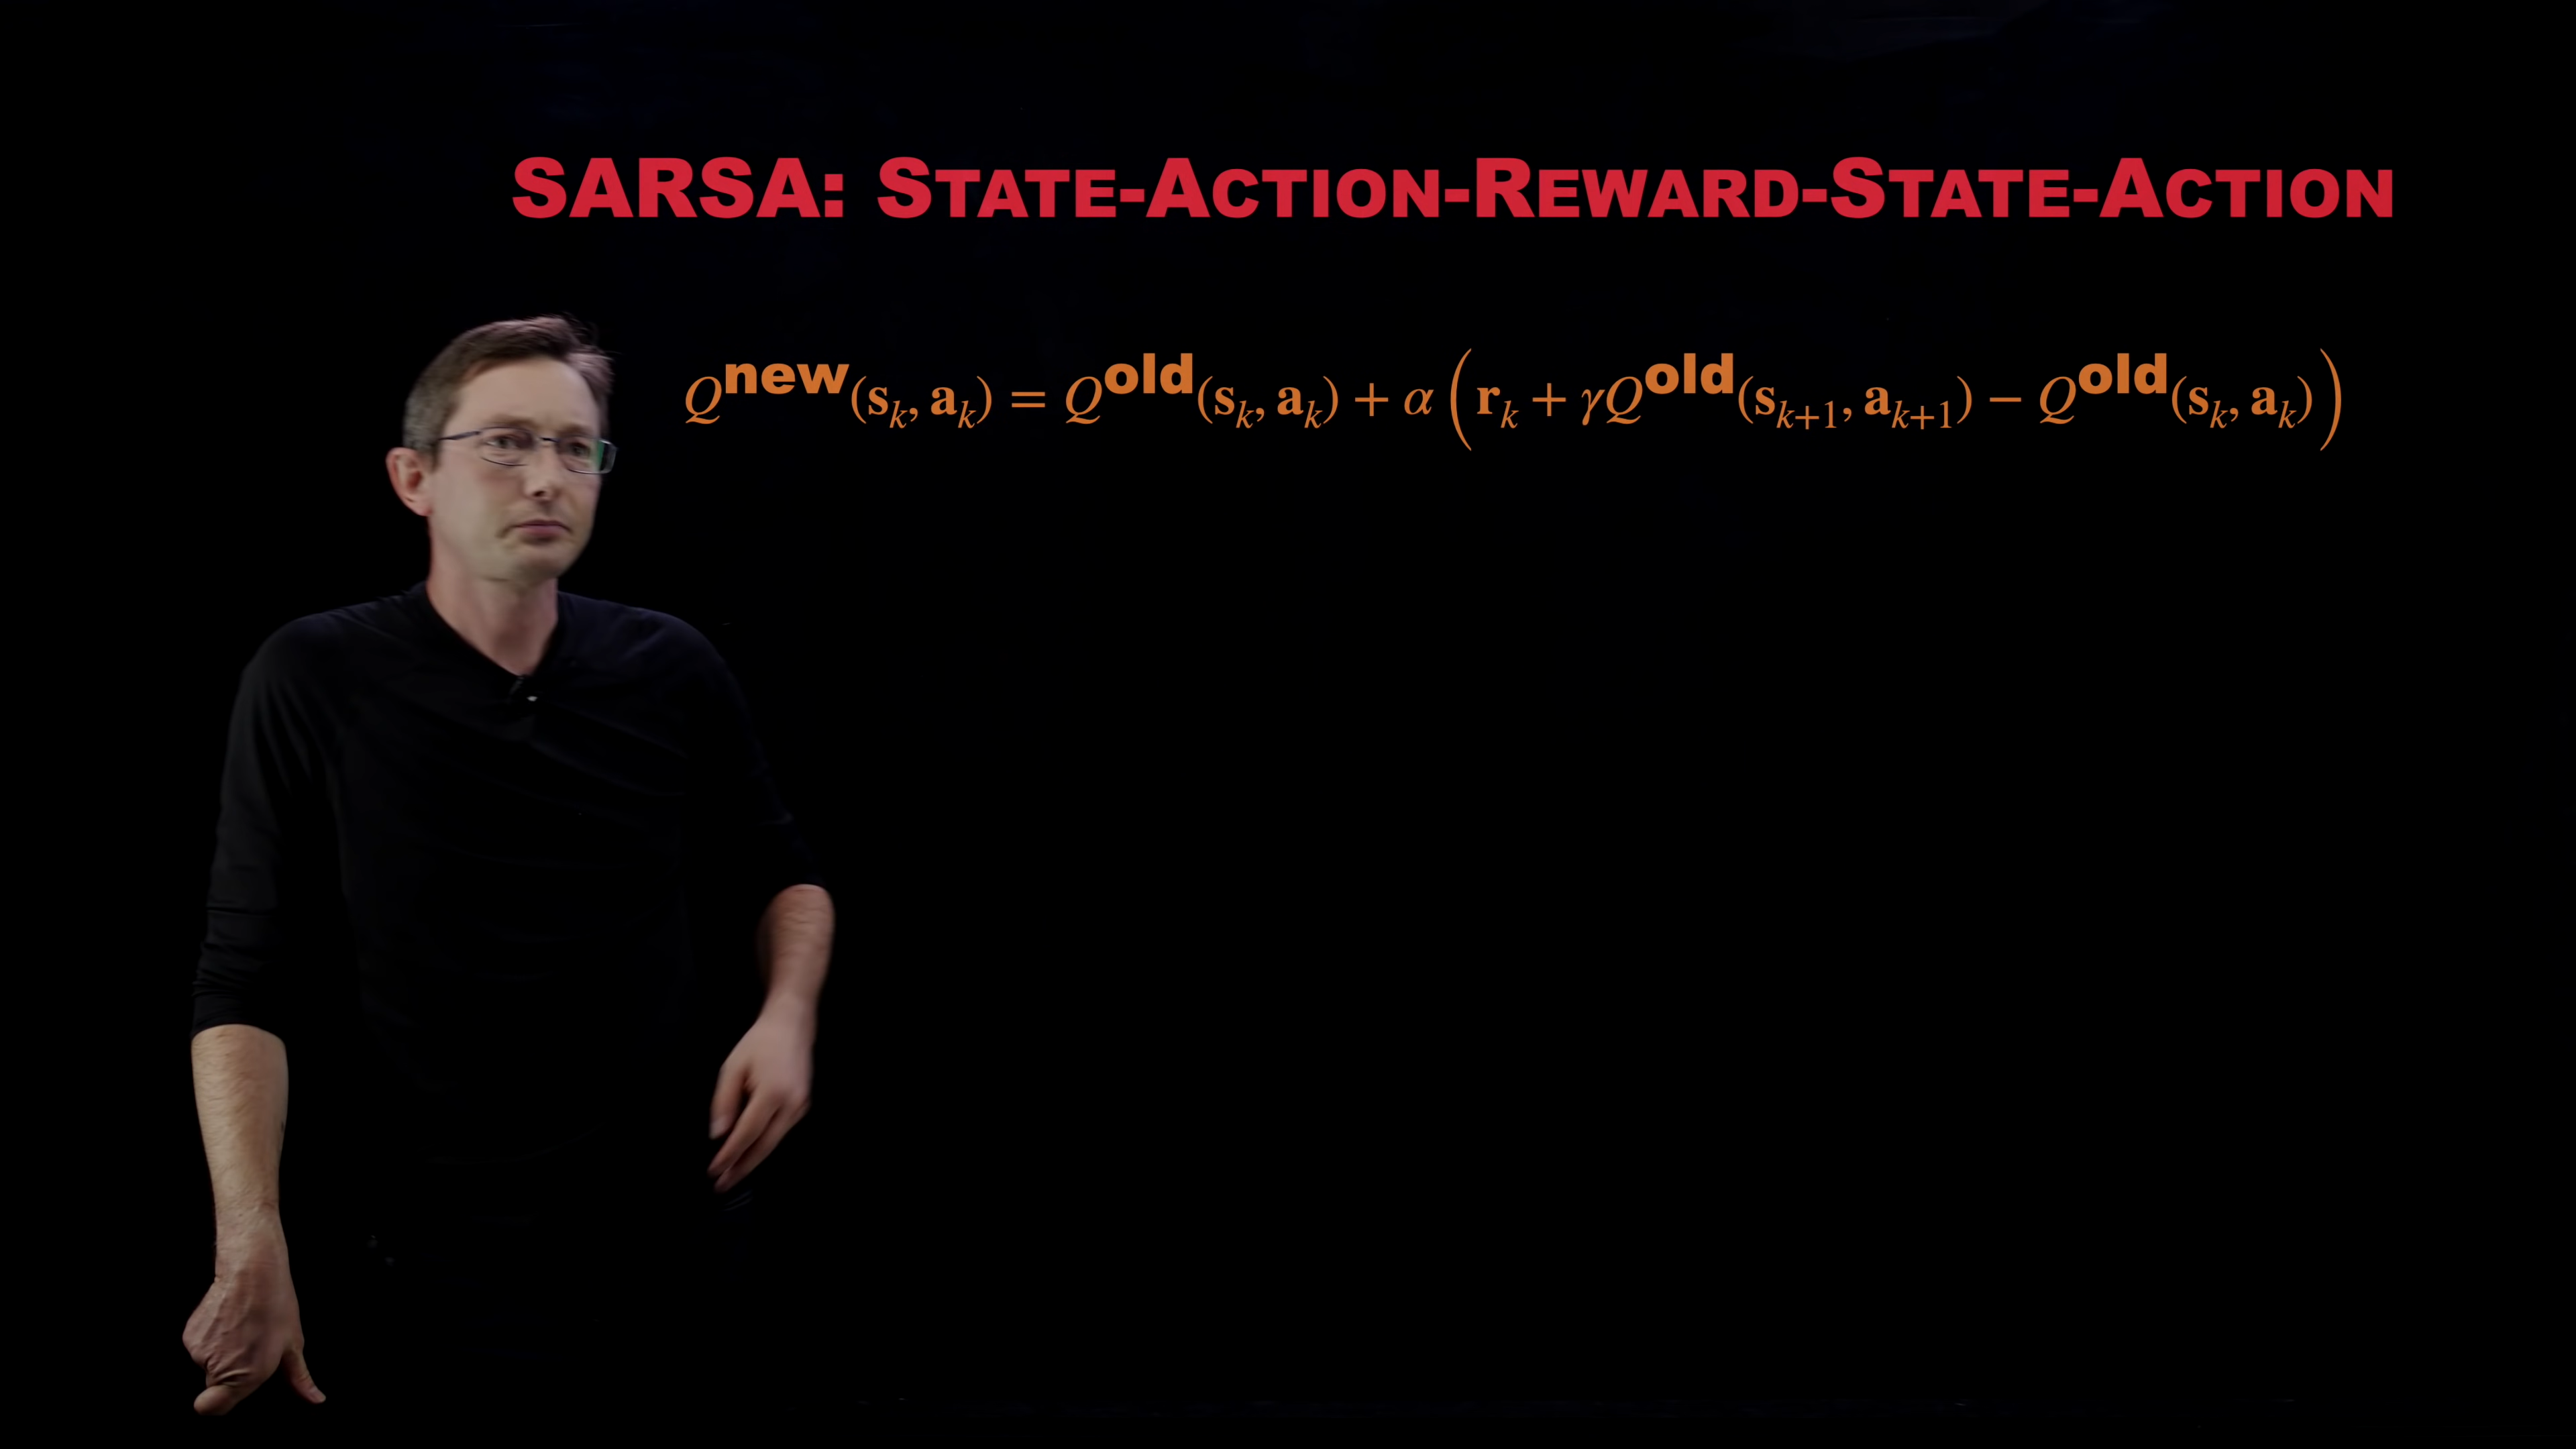 SARSA: STATE-ACTION-REWARD-STATE-ACTION
Q^new(s_k, a_k) = Q^old(s_k, a_k) + α(r_k + γQ^old(s_{k+1}, a_{k+1}) − Q^old(s_k, a_k))